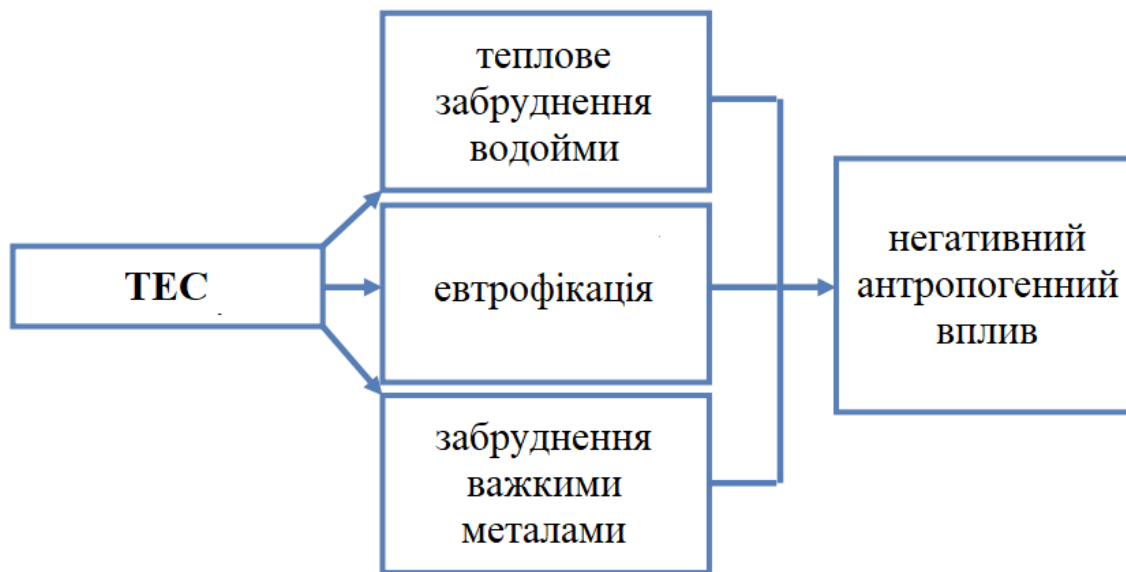 теплове
забруднення
водойми
ТЕС
евтрофікація
негативний
антропогенний
вплив
забруднення
важкими
металами